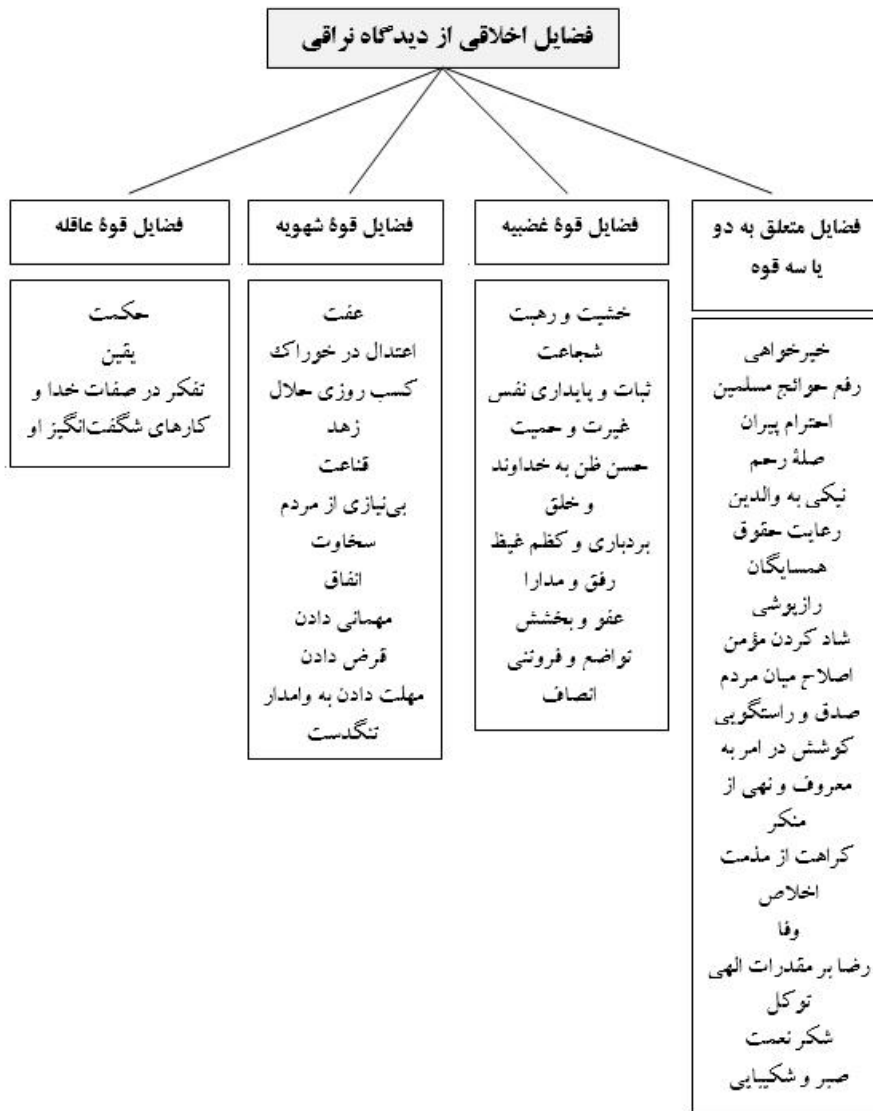 فضایل اخلاقی از دیدگاه نراقی
فضایل متعلق به دو
یا سه قوه
خیرخواهی
رفع حوائج مسلمین
احترام پیران
صلهٔ رحم
نیکی به والدین
رعایت حقوق
همسایگان
رازپوشی
شاد کردن مؤمن
اصلاح میان مردم
صدق و راستگویی
کوشش در امر به
معروف و نهی از
منکر
کراهت از مذمت
اخلاص
وفا
رضا بر مقدرات الهی
توکل
شکر نعمت
صبر و شکیبایی
فضایل قوهٔ غضبیه
خشیت و رهبت
شجاعت
ثبات و پایداری نفس
غیرت و حمیت
حسن ظن به خداوند
و خلق
بردباری و کظم غیظ
رفق و مدارا
عفو و بخشش
تواضع و فروتنی
انصاف
فضایل قوهٔ شهویه
عفت
اعتدال در خوراک
کسب روزی حلال
زهد
قناعت
بی‌نیازی از مردم
سخاوت
انفاق
مهمانی دادن
قرض دادن
مهلت دادن به وامدار
تنگدست
فضایل قوهٔ عاقله
حکمت
یقین
تفکر در صفات خدا و
کارهای شگفت‌انگیز او